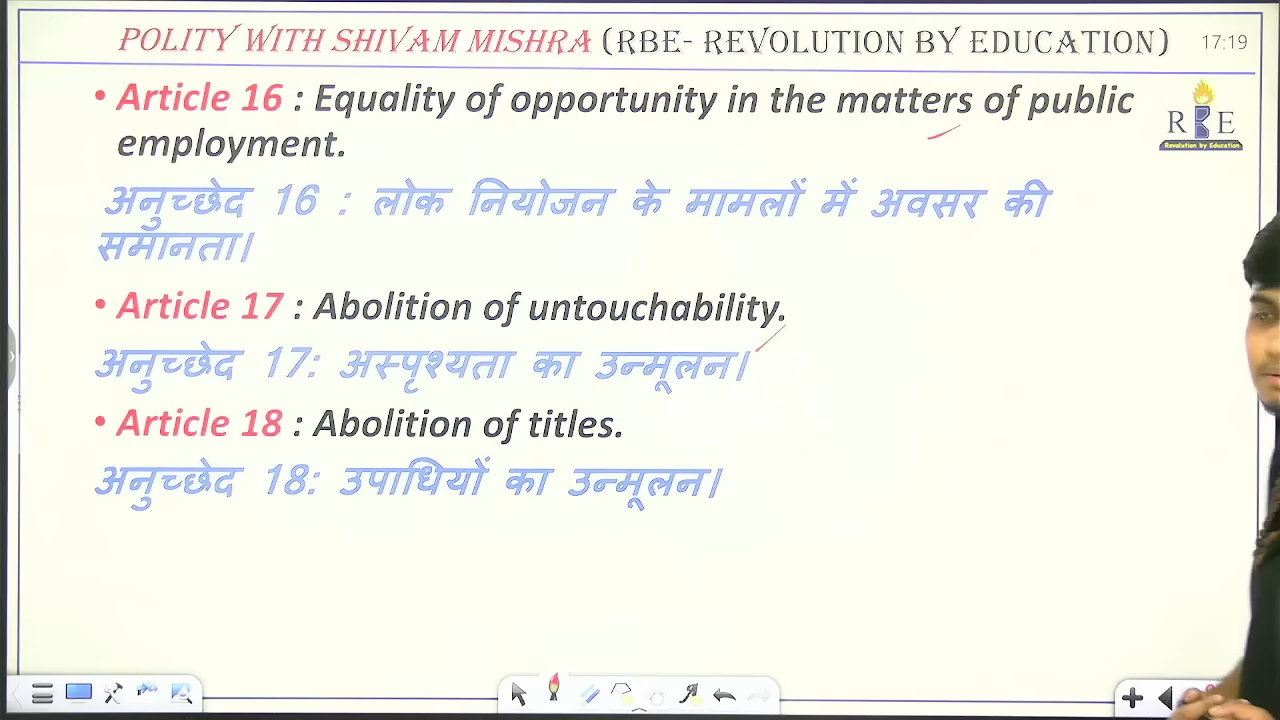 POLITY WITH SHIVAM MISHRA (RBE- REVOLUTION BY EDUCATION)
17:19
• Article 16 : Equality of opportunity in the matters of public
employment.
R E
Revolution by Education
अनुच्छेद 16 : लोक नियोजन के मामलों में अवसर की
समानता।
• Article 17 : Abolition of untouchability.
अनुच्छेद 17: अस्पृश्यता का उन्मूलन।
• Article 18 : Abolition of titles.
अनुच्छेद 18: उपाधियों का उन्मूलन।